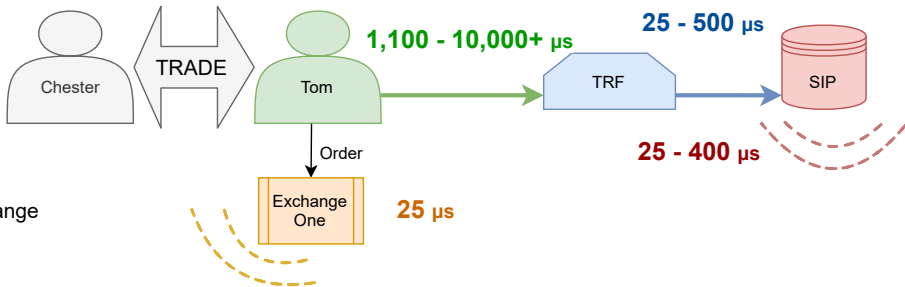 25 - 500 µs
1,100 - 10,000+ µs
Chester
TRADE
Tom
TRF
SIP
Order
25 - 400 µs
Exchange
One
25 µs
ange